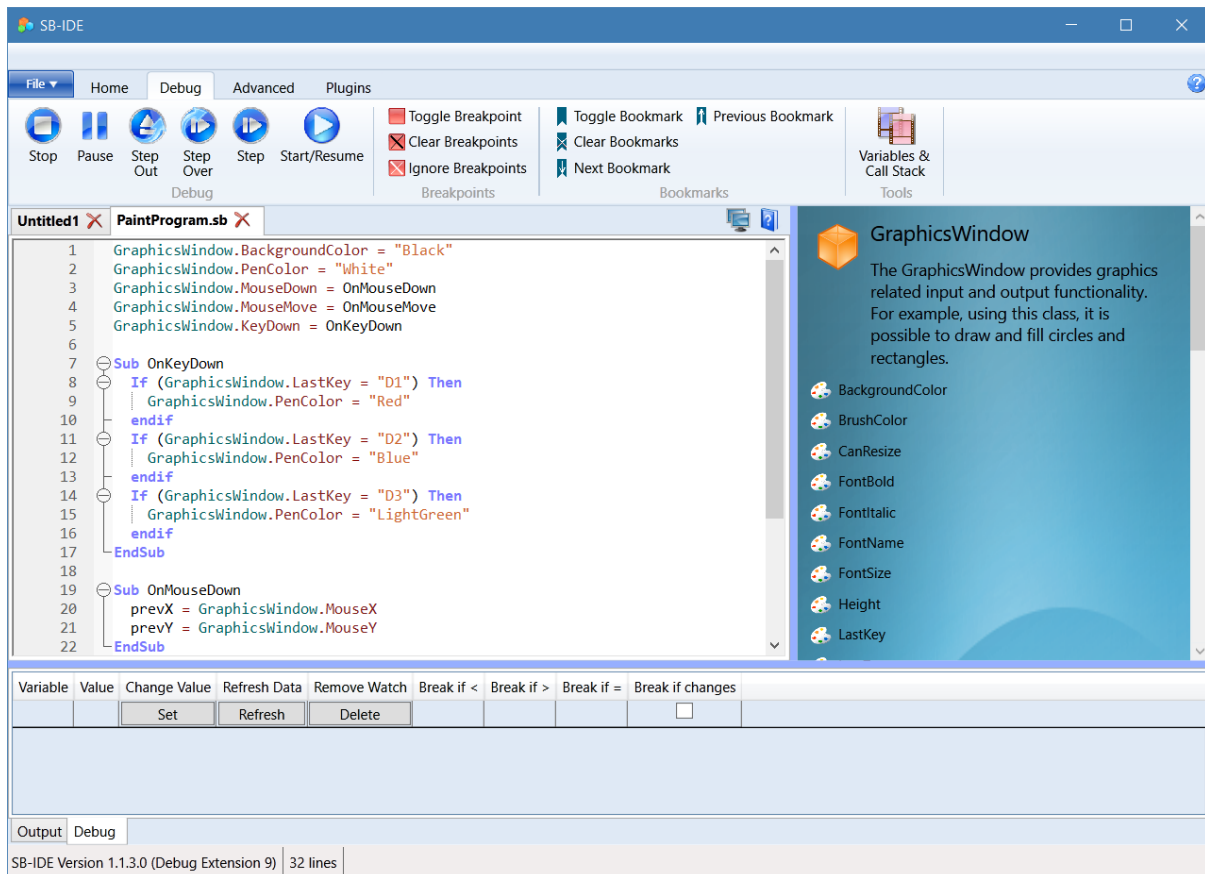 SB-IDE
File
Home Debug Advanced Plugins
Stop Pause Step Out Step Over Step Start/Resume
Debug
Toggle Breakpoint
Clear Breakpoints
Ignore Breakpoints
Breakpoints
Toggle Bookmark Previous Bookmark
Clear Bookmarks
Next Bookmark
Bookmarks
Variables &
Call Stack
Tools
Untitled1 PaintProgram.sb
1 GraphicsWindow.BackgroundColor = "Black"
2 GraphicsWindow.PenColor = "White"
3 GraphicsWindow.MouseDown = OnMouseDown
4 GraphicsWindow.MouseMove = OnMouseMove
5 GraphicsWindow.KeyDown = OnKeyDown
6
7 Sub OnKeyDown
8 If (GraphicsWindow.LastKey = "D1") Then
9 GraphicsWindow.PenColor = "Red"
10 endif
11 If (GraphicsWindow.LastKey = "D2") Then
12 GraphicsWindow.PenColor = "Blue"
13 endif
14 If (GraphicsWindow.LastKey = "D3") Then
15 GraphicsWindow.PenColor = "LightGreen"
16 endif
17 EndSub
18
19 Sub OnMouseDown
20 prevX = GraphicsWindow.MouseX
21 prevY = GraphicsWindow.MouseY
22 EndSub
GraphicsWindow
The GraphicsWindow provides graphics
related input and output functionality.
For example, using this class, it is
possible to draw and fill circles and
rectangles.
BackgroundColor
BrushColor
CanResize
FontBold
FontItalic
FontName
FontSize
Height
LastKey
Variable Value Change Value Refresh Data Remove Watch Break if < Break if > Break if = Break if changes
Set Refresh Delete
Output Debug
SB-IDE Version 1.1.3.0 (Debug Extension 9) 32 lines